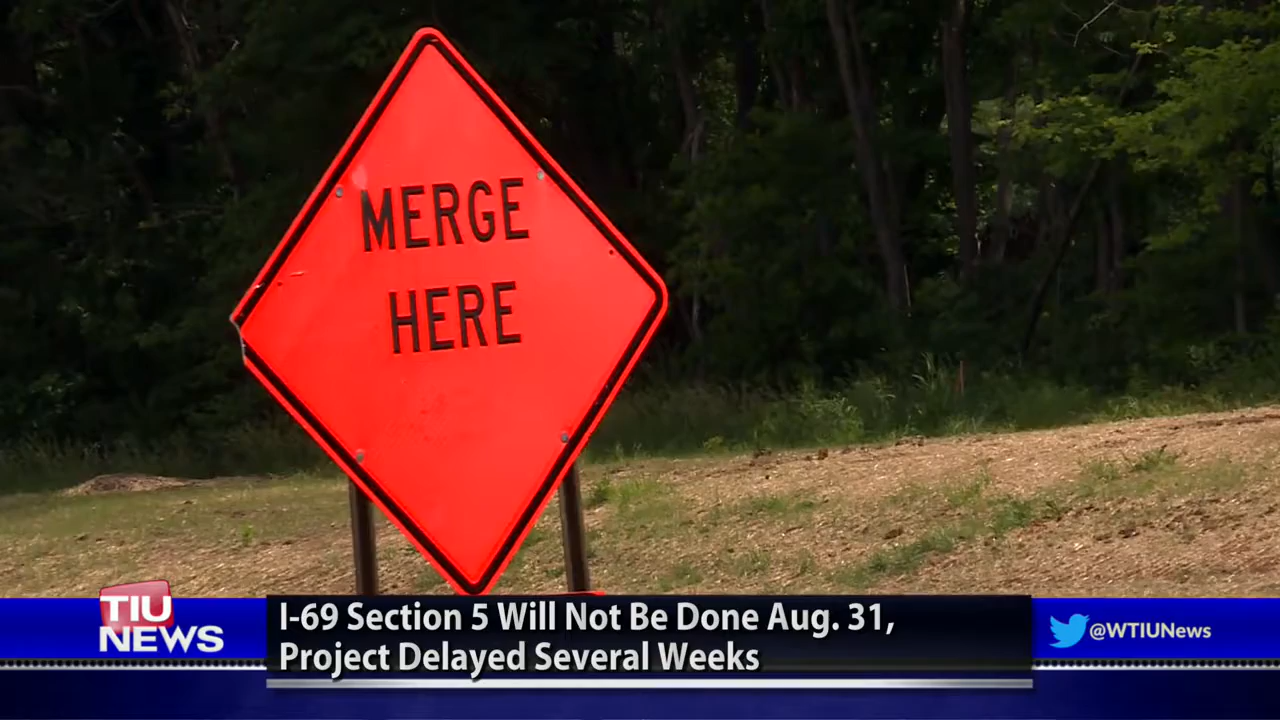 MERGE
HERE
TIU
NEWS
I-69 Section 5 Will Not Be Done Aug. 31,
Project Delayed Several Weeks
@WTIUNews